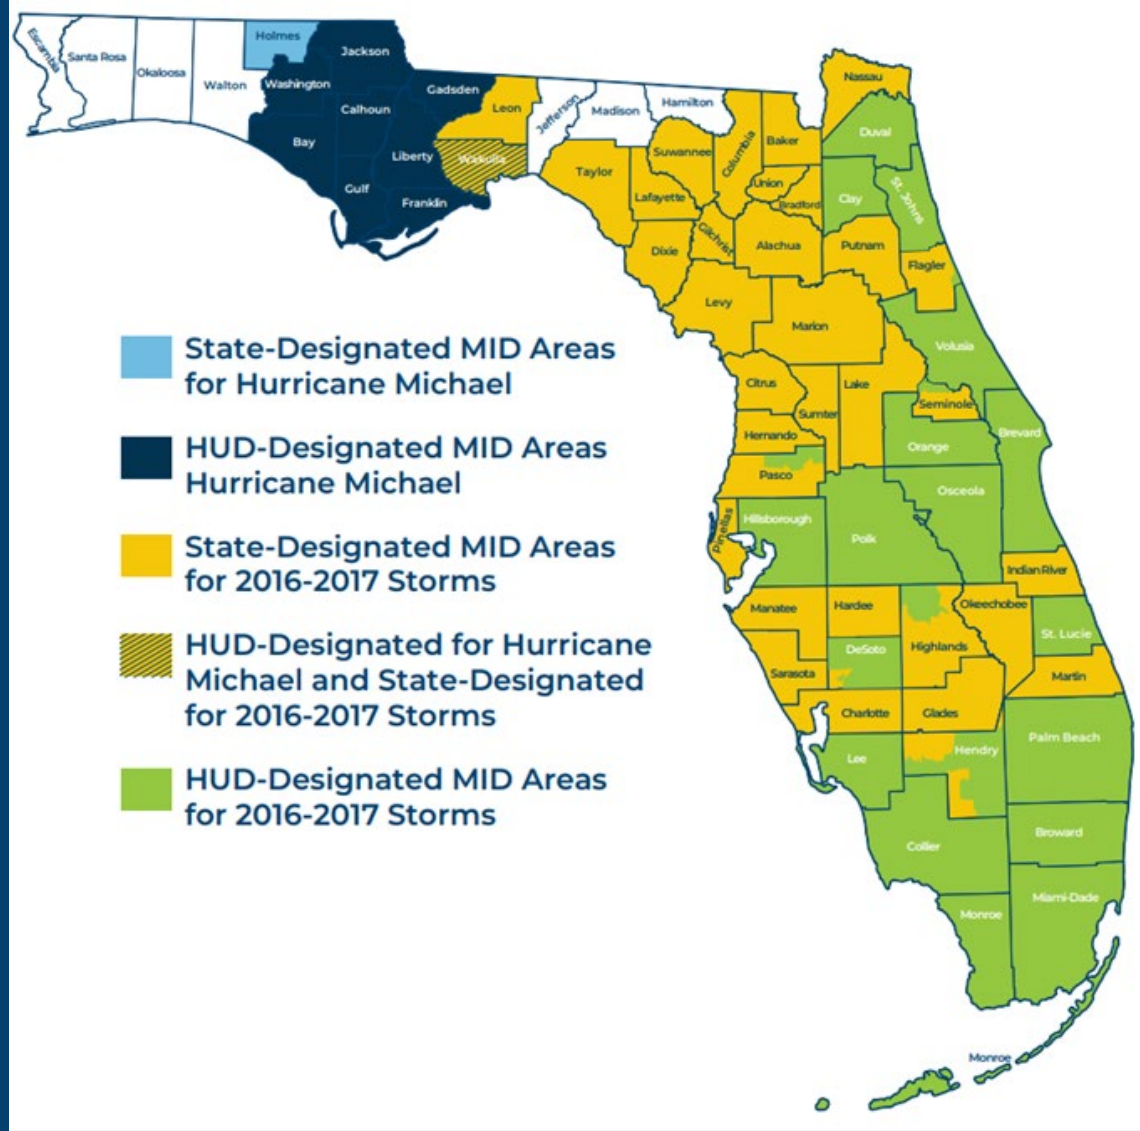 Escambia
Santa Rosa
Okaloosa
Walton
Holmes
Washington
Jackson
Bay
Calhoun
Gulf
Liberty
Gadsden
Franklin
Leon
Wakulla
Jefferson
Madison
Hamilton
Taylor
Suwannee
Lafayette
Columbia
Baker
Nassau
Duval
Union
Bradford
Clay
St. Johns
Dixie
Gilchrist
Alachua
Putnam
Flagler
Levy
Marion
Volusia
Citrus
Sumter
Lake
Seminole
Hernando
Orange
Brevard
Pasco
Osceola
Pinellas
Hillsborough
Polk
Indian River
Manatee
Hardee
Okeechobee
St. Lucie
Sarasota
DeSoto
Highlands
Martin
Charlotte
Glades
Lee
Hendry
Palm Beach
Collier
Broward
Monroe
Miami-Dade
Monroe
State-Designated MID Areas
for Hurricane Michael
HUD-Designated MID Areas
Hurricane Michael
State-Designated MID Areas
for 2016-2017 Storms
HUD-Designated for Hurricane
Michael and State-Designated
for 2016-2017 Storms
HUD-Designated MID Areas
for 2016-2017 Storms